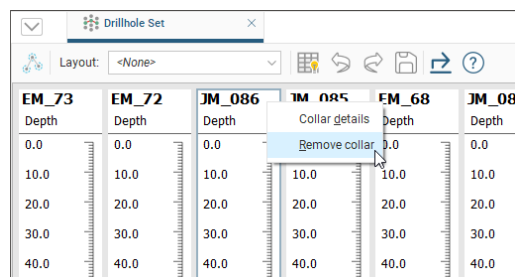 Drillhole Set
Layout: <None>
EM_73 EM_72 JM_086 JM_085 EM_68 JM_08
Depth Depth Depth Depth Depth
Collar details
Remove collar
0.0 0.0 0.0 0.0 0.0
10.0 10.0 10.0 10.0 10.0 10.0
20.0 20.0 20.0 20.0 20.0 20.0
30.0 30.0 30.0 30.0 30.0 30.0
40.0 40.0 40.0 40.0 40.0 40.0